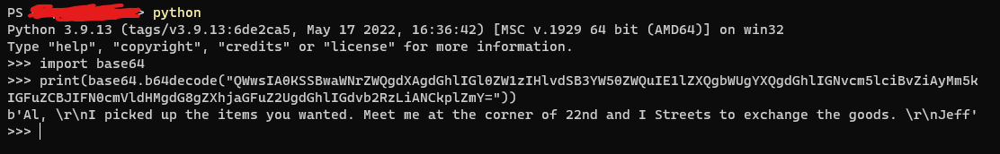 PS > python
Python 3.9.13 (tags/v3.9.13:6de2ca5, May 17 2022, 16:36:42) [MSC v.1929 64 bit (AMD64)] on win32
Type "help", "copyright", "credits" or "license" for more information.
>>> import base64
>>> print(base64.b64decode("QWwsIA0KSSBwaWNrZWQgdXAgdGhlIGl0ZW1zIHlvdSB3YW50ZWQuIE1lZXQgbWUgYXQgdGhlIGNvcm5lciBvZiAyMm5k
IGFuZCBJIFN0cmVldHMgdG8gZXhjaGFuZ2UgdGhlIGdvb2RzLiANCkplZmY="))
b'Al, \r\nI picked up the items you wanted. Meet me at the corner of 22nd and I Streets to exchange the goods. \r\nJeff'
>>>